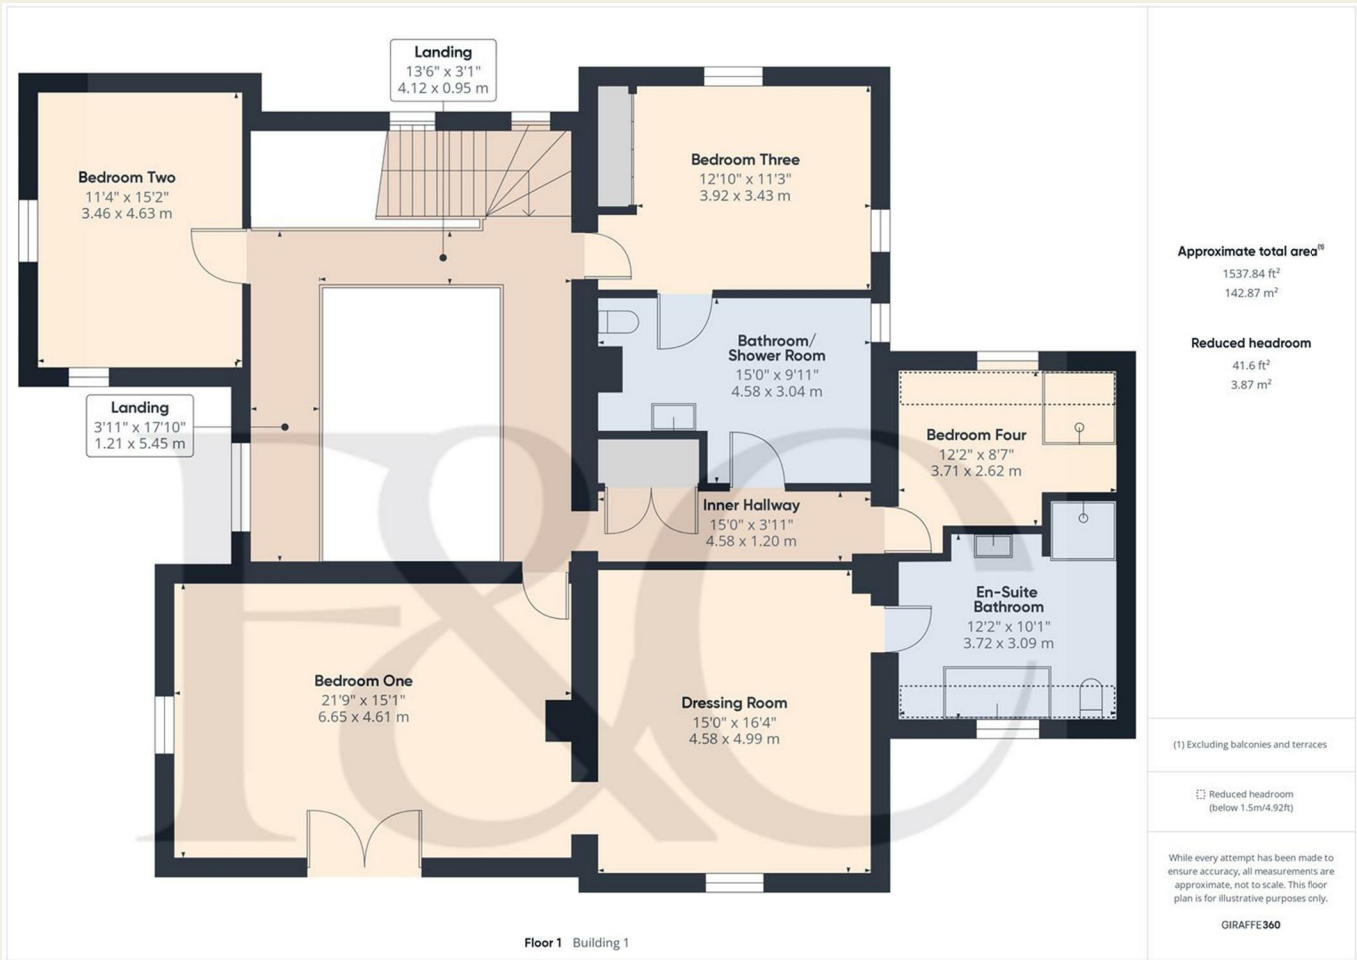 Landing
13'6" x 3'1"
4.12 x 0.95 m
Bedroom Two
11'4" x 15'2"
3.46 x 4.63 m
Bedroom Three
12'10" x 11'3"
3.92 x 3.43 m
Landing
3'11" x 17'10"
1.21 x 5.45 m
Bathroom/
Shower Room
15'0" x 9'11"
4.58 x 3.04 m
Bedroom Four
12'2" x 8'7"
3.71 x 2.62 m
Inner Hallway
15'0" x 3'11"
4.58 x 1.20 m
En-Suite
Bathroom
12'2" x 10'1"
3.72 x 3.09 m
Bedroom One
21'9" x 15'1"
6.65 x 4.61 m
Dressing Room
15'0" x 16'4"
4.58 x 4.99 m
F&C
Floor 1 Building 1
Approximate total area(1)
1537.84 ft²
142.87 m²
Reduced headroom
41.6 ft²
3.87 m²
(1) Excluding balconies and terraces
Reduced headroom
(below 1.5m/4.92ft)
While every attempt has been made to
ensure accuracy, all measurements are
approximate, not to scale. This floor
plan is for illustrative purposes only.
GIRAFFE360